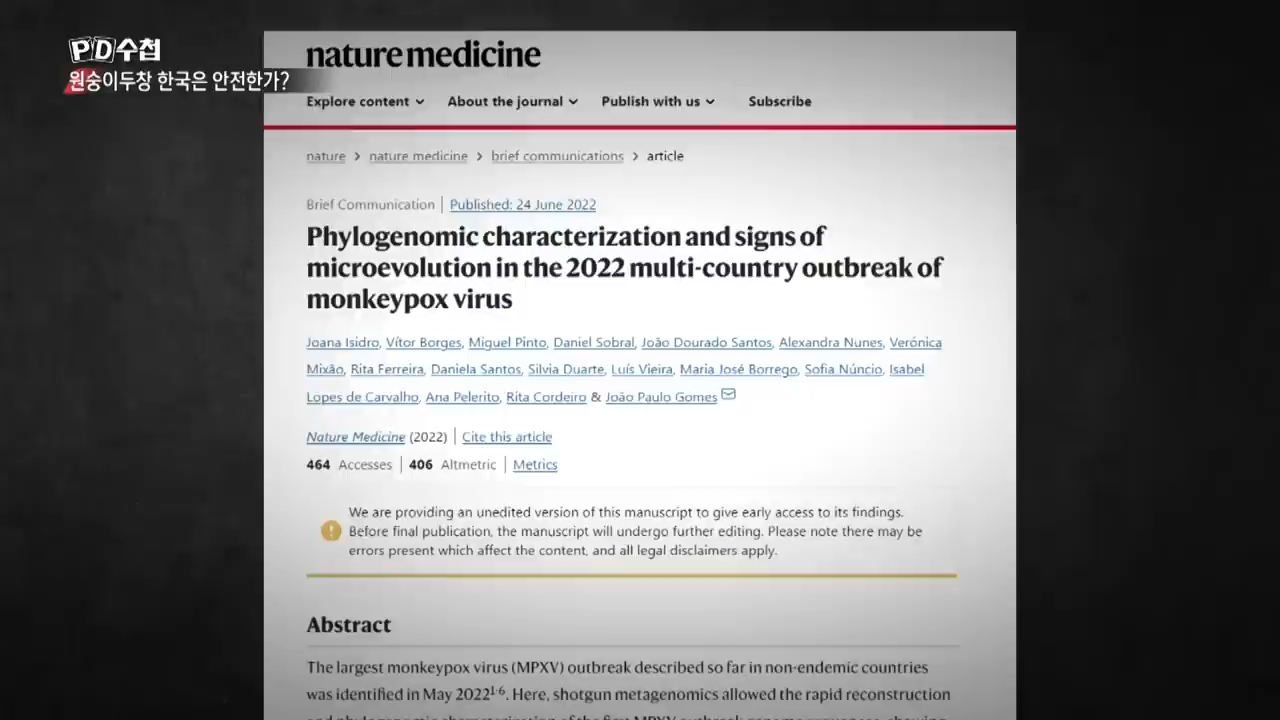 PD수첩
원숭이두창 한국은 안전한가?
nature medicine
Explore content About the journal Publish with us Subscribe
nature > nature medicine > brief communications > article
Brief Communication | Published: 24 June 2022
Phylogenomic characterization and signs of
microevolution in the 2022 multi-country outbreak of
monkeypox virus
Joana Isidro, Vítor Borges, Miguel Pinto, Daniel Sobral, João Dourado Santos, Alexandra Nunes, Verónica
Mixão, Rita Ferreira, Daniela Santos, Silvia Duarte, Luís Vieira, Maria José Borrego, Sofia Núncio, Isabel
Lopes de Carvalho, Ana Pelerito, Rita Cordeiro & João Paulo Gomes
Nature Medicine (2022) | Cite this article
464 Accesses | 406 Altmetric | Metrics
We are providing an unedited version of this manuscript to give early access to its findings.
Before final publication, the manuscript will undergo further editing. Please note there may be
errors present which affect the content, and all legal disclaimers apply.
Abstract
The largest monkeypox virus (MPXV) outbreak described so far in non-endemic countries
was identified in May 2022¹⁻⁶. Here, shotgun metagenomics allowed the rapid reconstruction